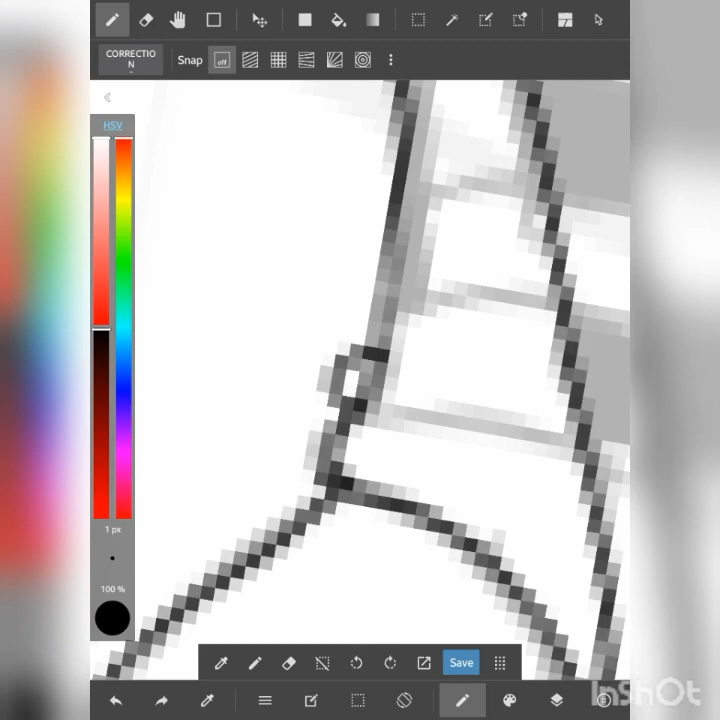 CORRECTIO
N
Snap
off
HSV
1 px
100 %
Save
InShOt